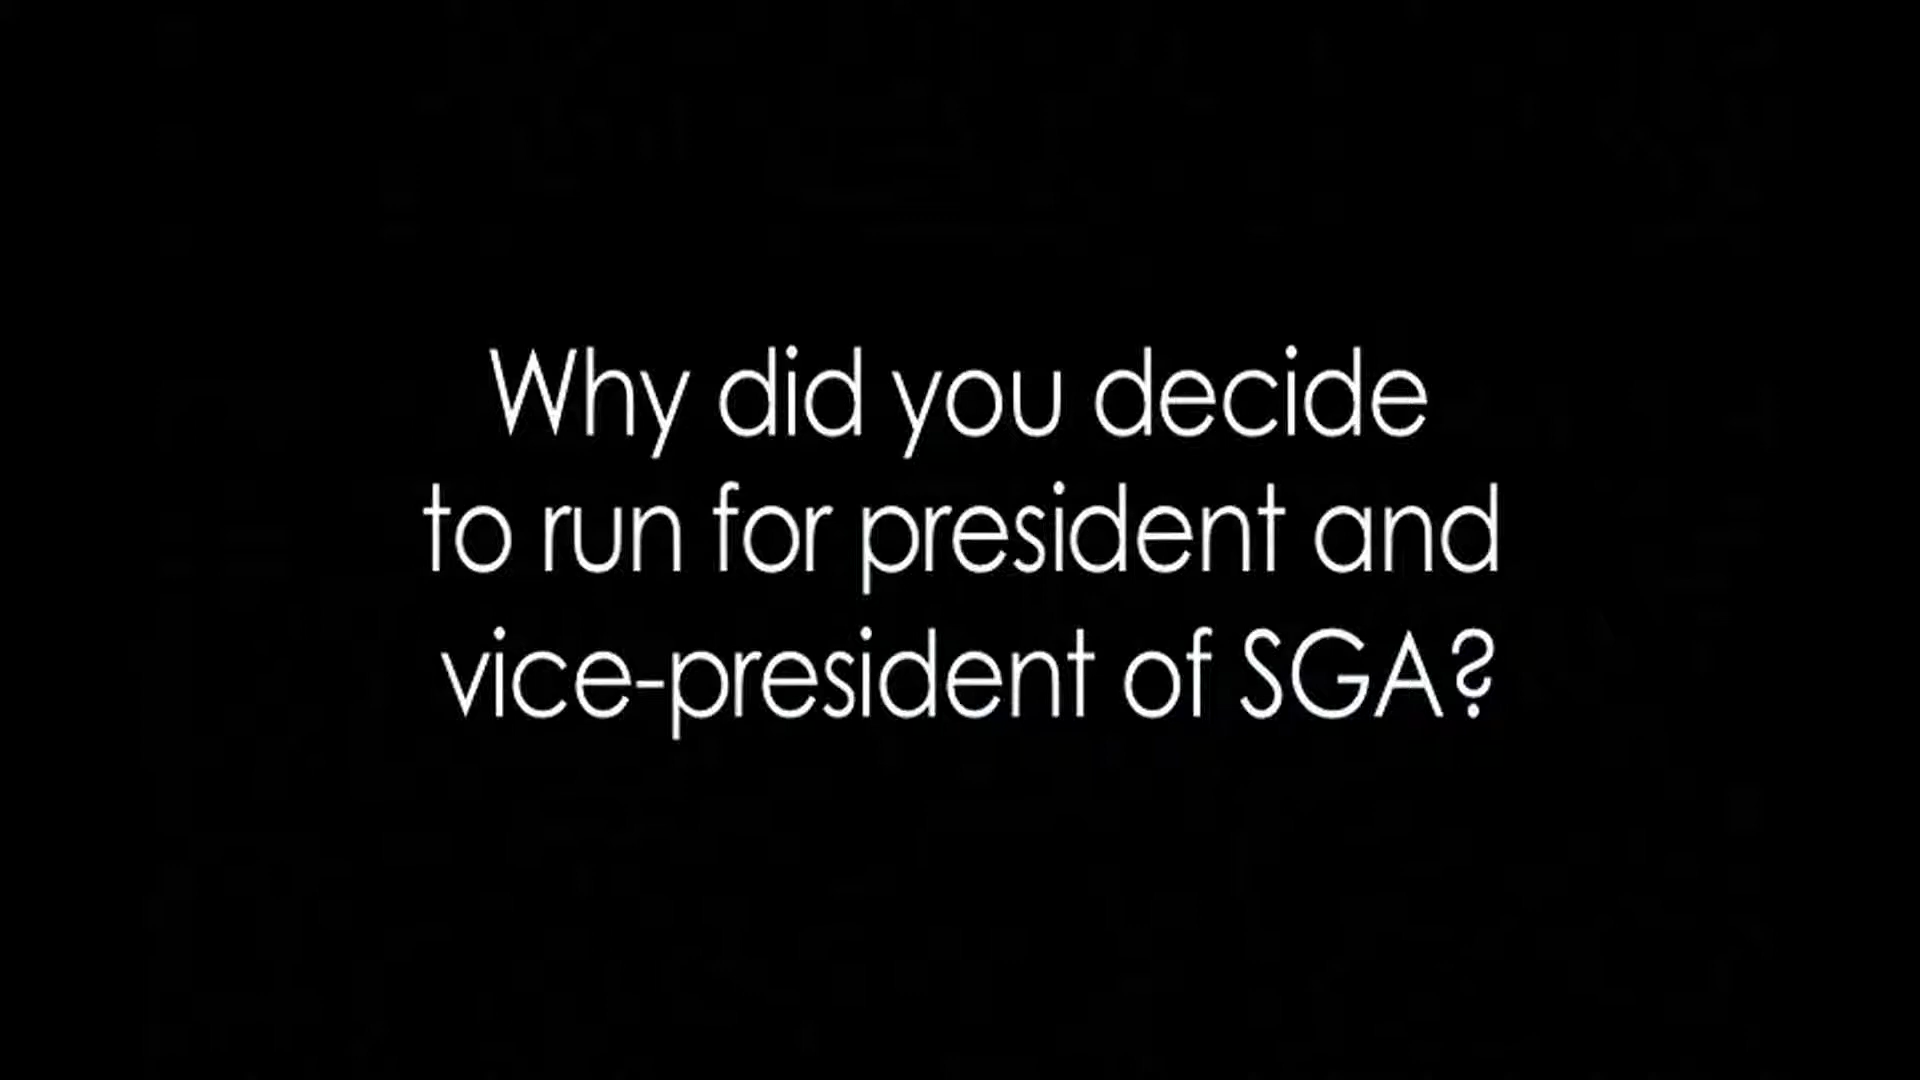 Why did you decide
to run for president and
vice-president of SGA?